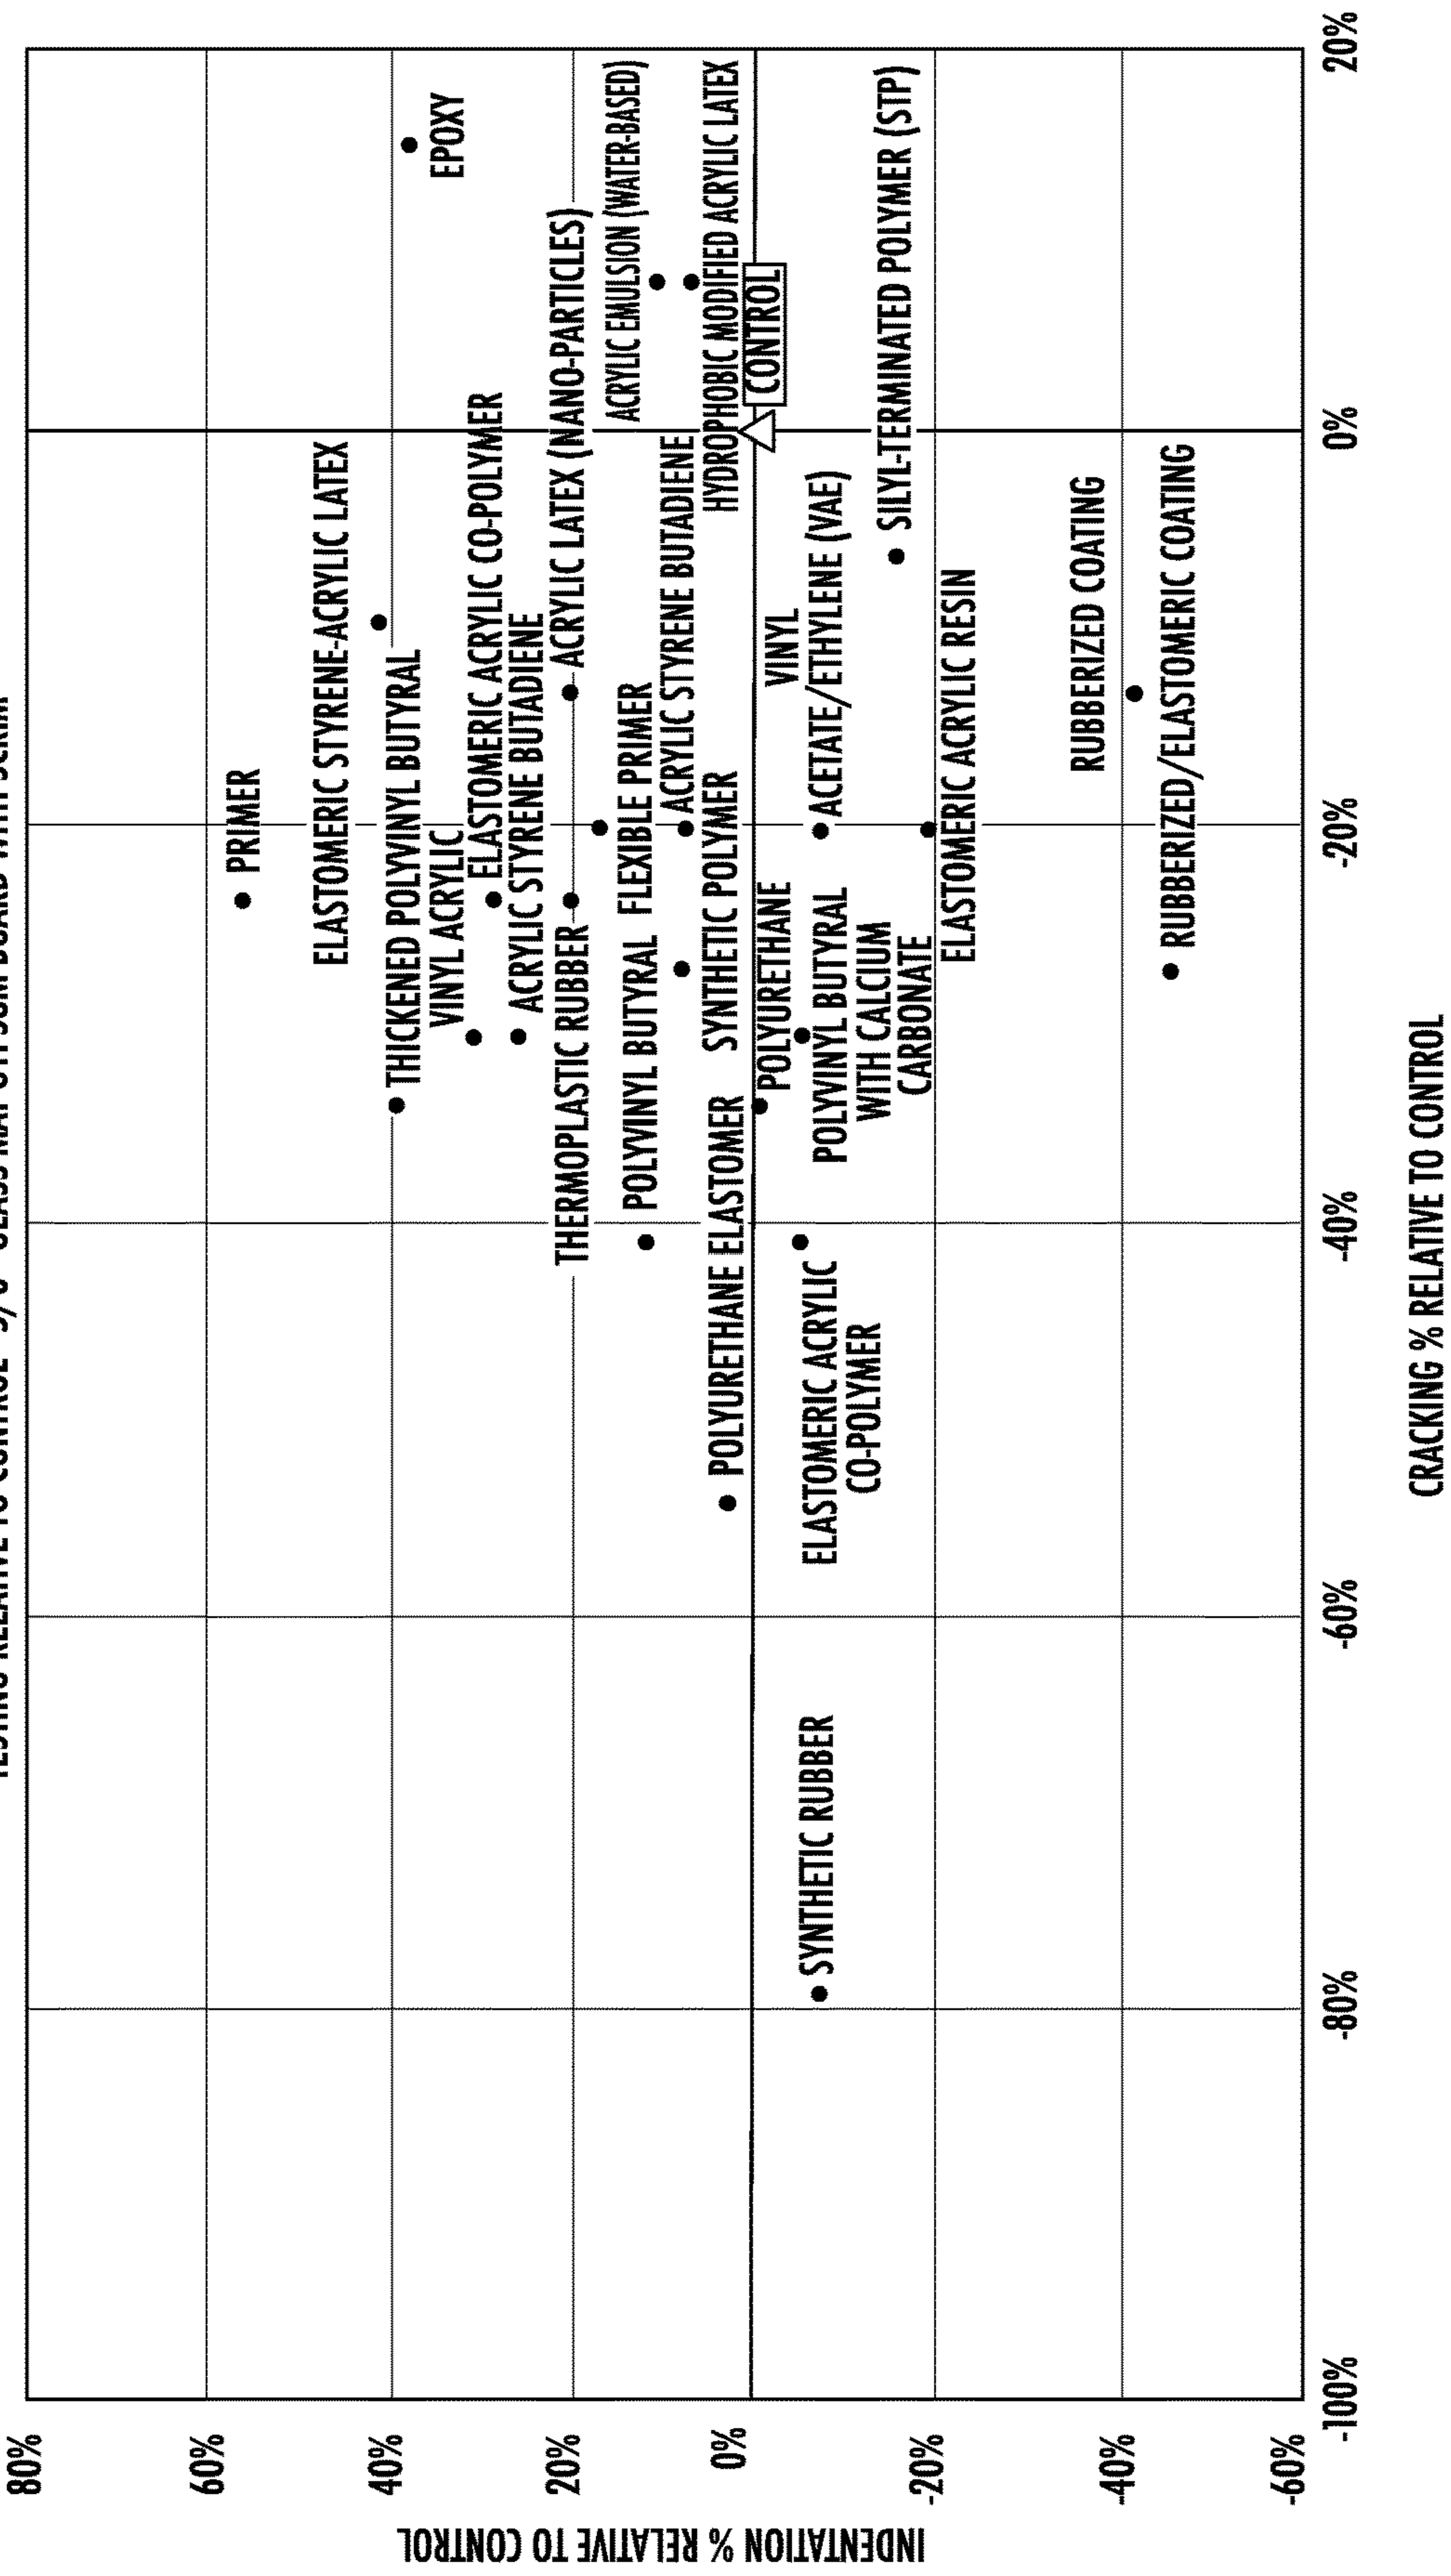 TESTING RELATIVE TO CONTROL
80%
60%
40%
20%
0%
-20%
-40%
-60%
INDENTATION % RELATIVE TO CONTROL
PRIMER
ELASTOMERIC STYRENE-ACRYLIC LATEX
EPOXY
THICKENED POLYVINYL BUTYRAL
VINYL ACRYLIC
ELASTOMERIC ACRYLIC CO-POLYMER
ACRYLIC STYRENE BUTADIENE
ACRYLIC LATEX (NANO-PARTICLES)
THERMOPLASTIC RUBBER
ACRYLIC EMULSION (WATER-BASED)
FLEXIBLE PRIMER
POLYVINYL BUTYRAL
ACRYLIC STYRENE BUTADIENE
HYDROPHOBIC MODIFIED ACRYLIC LATEX
SYNTHETIC POLYMER
POLYURETHANE ELASTOMER
CONTROL
POLYURETHANE
VINYL
ACETATE/ETHYLENE (VAE)
POLYVINYL BUTYRAL
WITH CALCIUM
CARBONATE
ELASTOMERIC ACRYLIC
CO-POLYMER
SYNTHETIC RUBBER
SILYL-TERMINATED POLYMER (STP)
ELASTOMERIC ACRYLIC RESIN
RUBBERIZED COATING
RUBBERIZED/ELASTOMERIC COATING
-100%
-80%
-60%
-40%
-20%
0%
20%
CRACKING % RELATIVE TO CONTROL